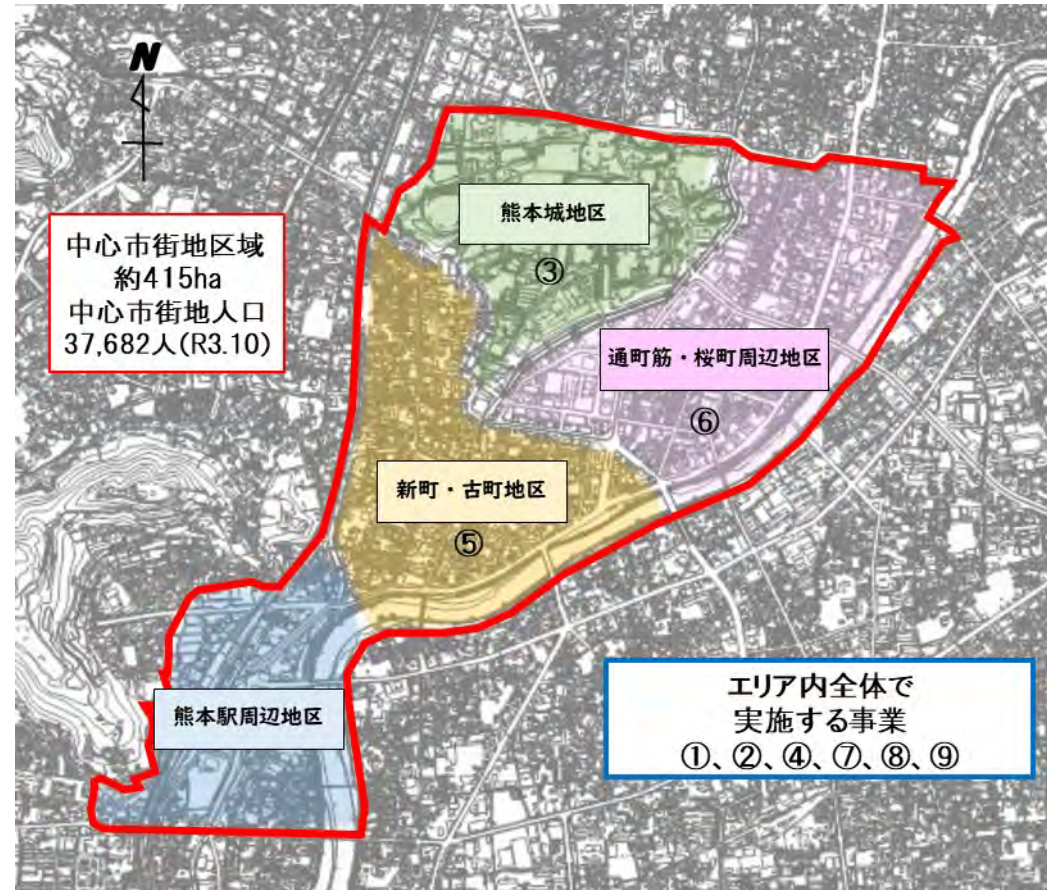 N
熊本城地区
③
中心市街地区域
約415ha
中心市街地人口
37,682人(R3.10)
通町筋・桜町周辺地区
⑥
新町・古町地区
⑤
熊本駅周辺地区
エリア内全体で
実施する事業
①、②、④、⑦、⑧、⑨